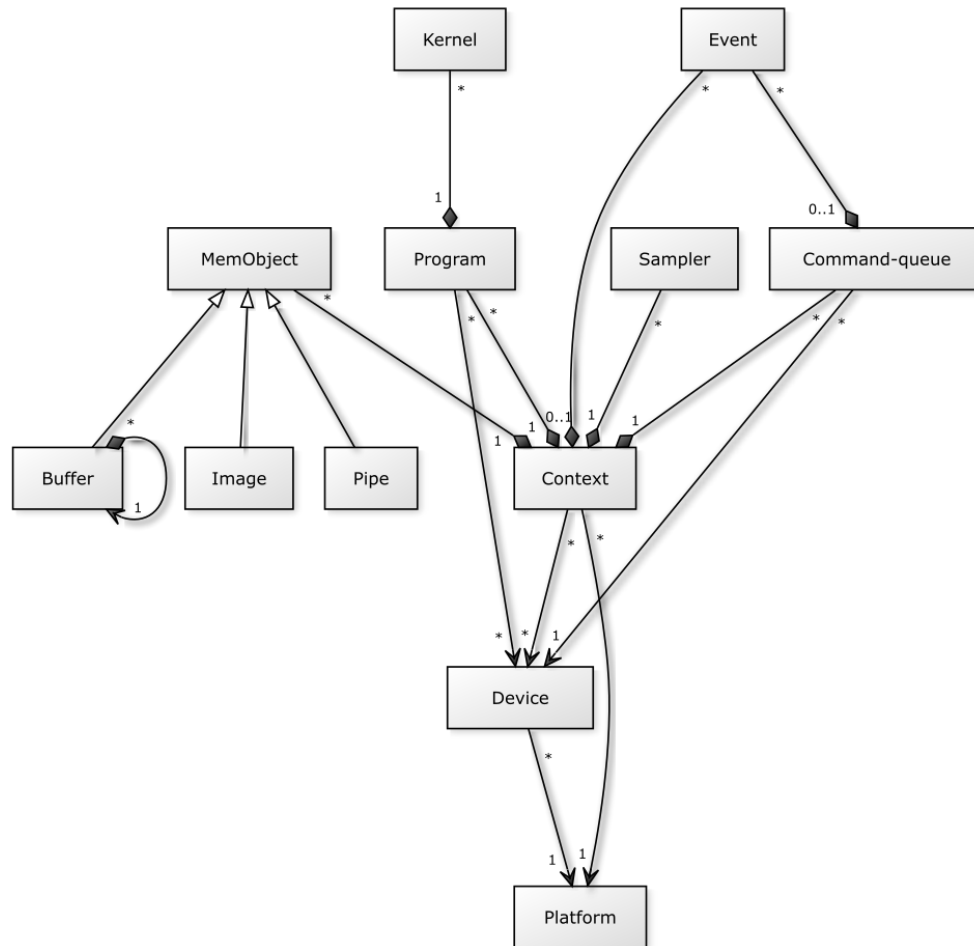 Kernel
Event
*
*
*
1
0..1
MemObject
Program
Sampler
Command-queue
*
*
*
*
*
*
*
1
1
0..1
1
1
Buffer
Image
Pipe
Context
1
*
*
*
*
1
Device
*
1
1
Platform